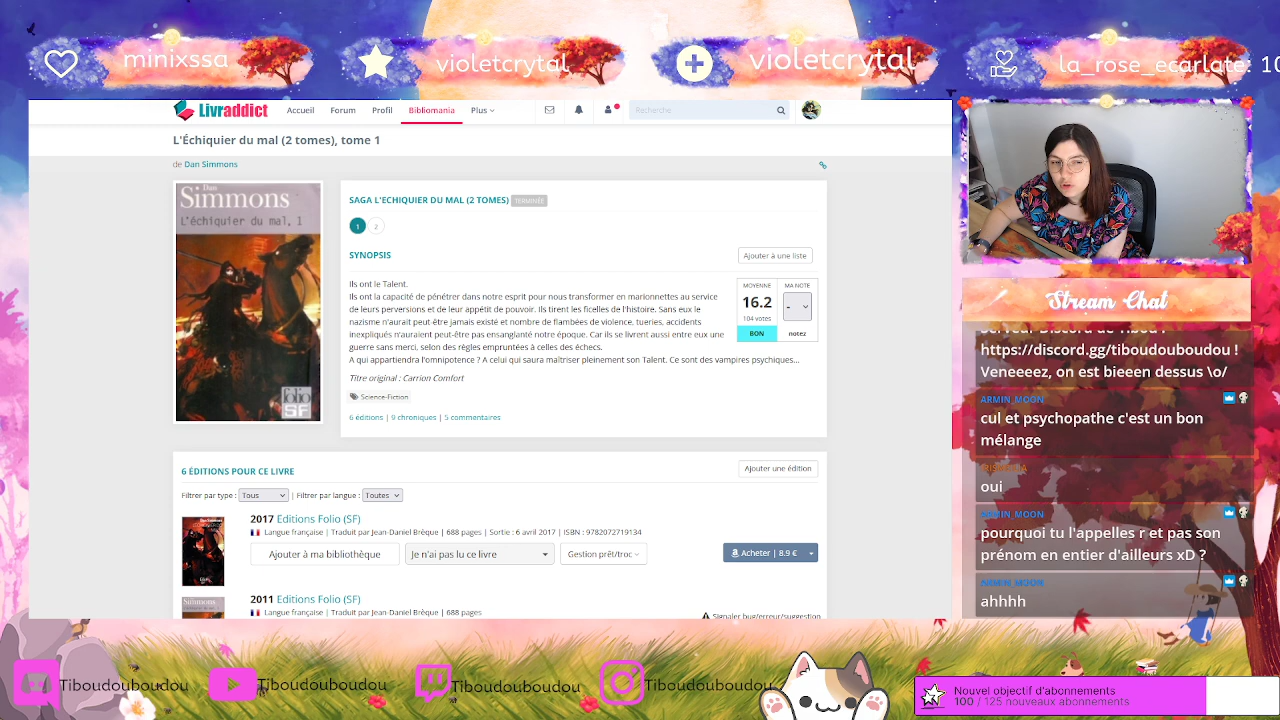 minixssa
violetcrytal
violetcrytal
la_rose_ecarlate: 10
Livraddict
Accueil
Forum
Profil
Bibliomania
Plus
Recherche
L'Échiquier du mal (2 tomes), tome 1
de Dan Simmons
Dan
Simmons
L'échiquier du mal, 1
folio
SF
SAGA L'ECHIQUIER DU MAL (2 TOMES) TERMINÉE
1 2
SYNOPSIS
Ajouter à une liste
Ils ont le Talent.
Ils ont la capacité de pénétrer dans notre esprit pour nous transformer en marionnettes au service
de leurs perversions et de leur appétit de pouvoir. Ils tirent les ficelles de l'histoire. Sans eux le
nazisme n'aurait peut-être jamais existé et nombre de flambées de violence, tueries, accidents
inexpliqués n'auraient peut-être pas ensanglanté notre époque. Car ils se livrent aussi entre eux une
guerre sans merci, selon des règles empruntées à celles des échecs.
A qui appartiendra l'omnipotence ? A celui qui saura maîtriser pleinement son Talent. Ce sont des vampires psychiques...
MOYENNE
16.2
104 votes
BON
MA NOTE
-
notez
Titre original : Carrion Comfort
Science-Fiction
6 éditions | 9 chroniques | 5 commentaires
6 ÉDITIONS POUR CE LIVRE
Ajouter une édition
Filtrer par type : Tous | Filtrer par langue : Toutes
2017 Editions Folio (SF)
Langue française | Traduit par Jean-Daniel Brèque | 688 pages | Sortie : 6 avril 2017 | ISBN : 9782072719134
Ajouter à ma bibliothèque
Je n'ai pas lu ce livre
Gestion prêt/troc
Acheter | 8.9 €
2011 Editions Folio (SF)
Langue française | Traduit par Jean-Daniel Brèque | 688 pages
Signaler bug/erreur/suggestion
Simmons
Stream Chat
serveur Discord de Tibou !
https://discord.gg/tiboudouboudou !
Veneeeez, on est bieeen dessus \o/
ARMIN_MOON
cul et psychopathe c'est un bon
mélange
oui
ARMIN_MOON
pourquoi tu l'appelles r et pas son
prénom en entier d'ailleurs xD ?
ARMIN_MOON
ahhhh
Tiboudouboudou
Tiboudouboudou
Tiboudouboudou
Tiboudouboudou
Nouvel objectif d'abonnements
100 / 125 nouveaux abonnements